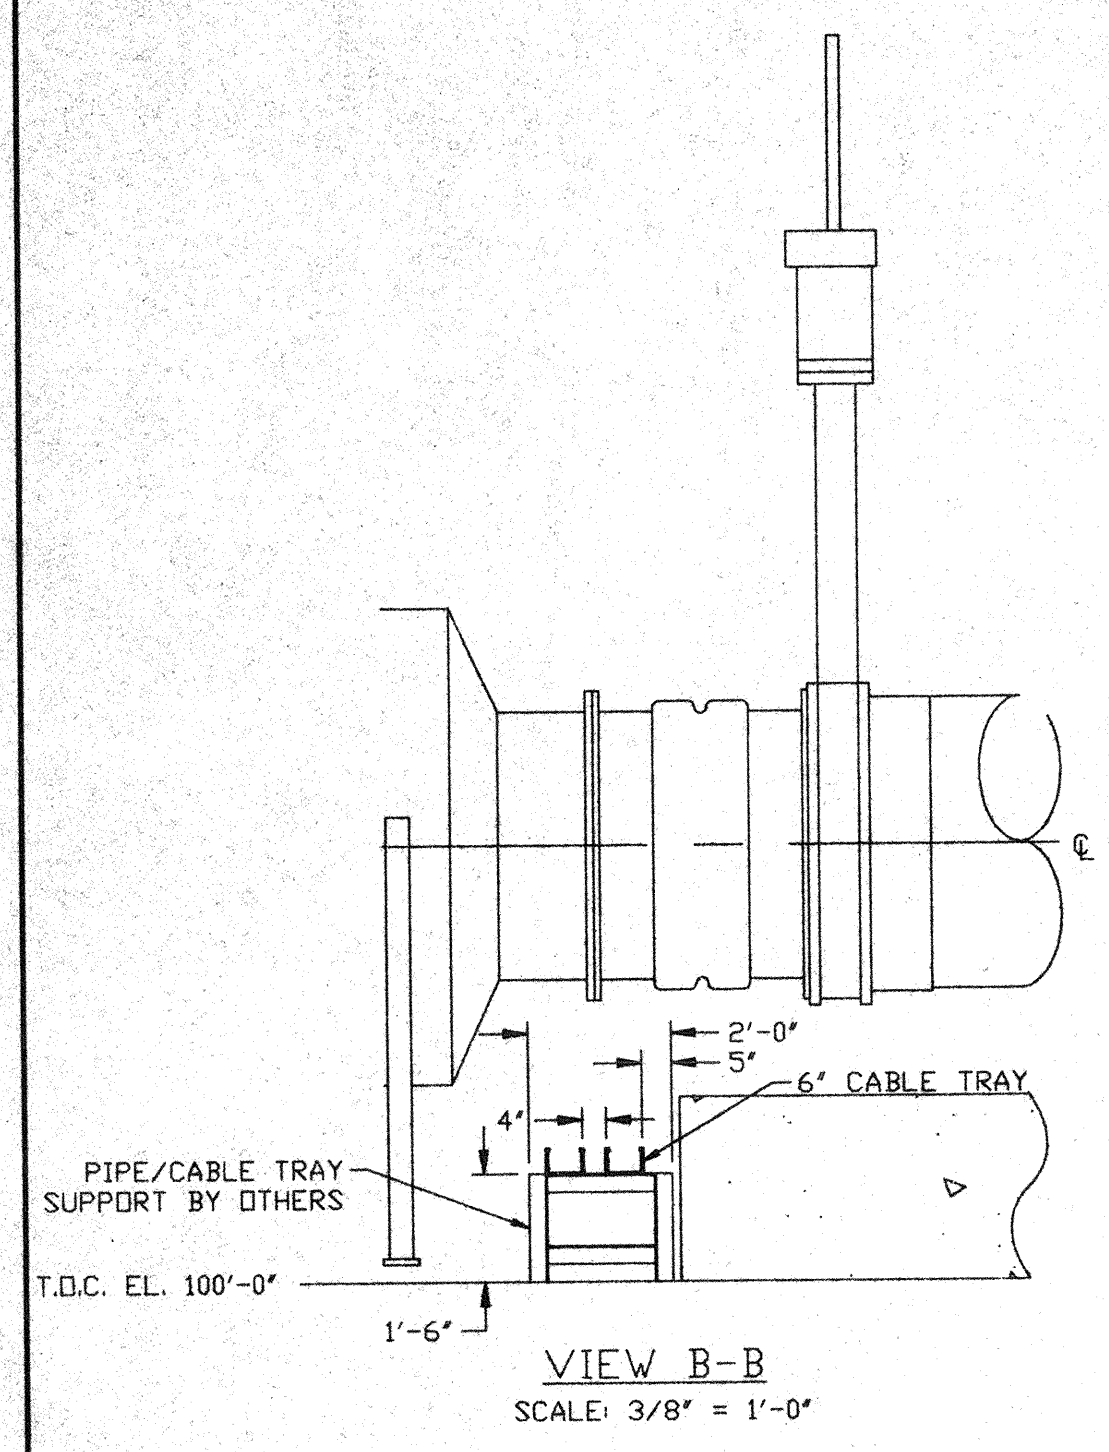 ℄
2'-0"
5"
6" CABLE TRAY
4"
PIPE/CABLE TRAY
SUPPORT BY OTHERS
T.O.C. EL. 100'-0"
1'-6"
VIEW B-B
SCALE: 3/8" = 1'-0"